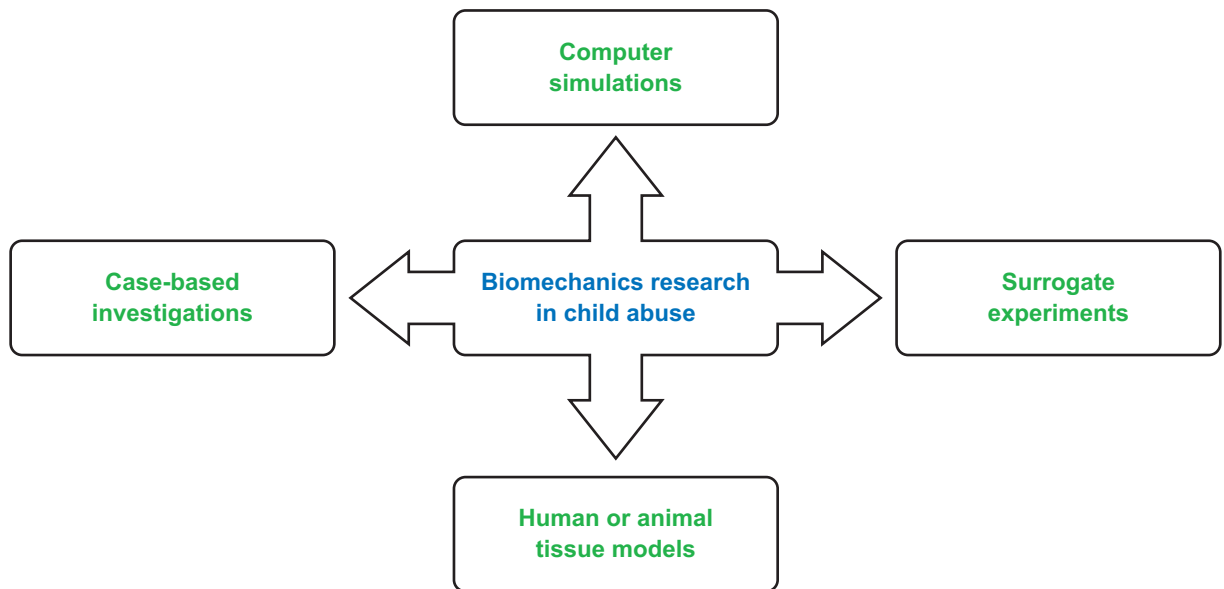 Computer
simulations
Case-based
investigations
Biomechanics research
in child abuse
Surrogate
experiments
Human or animal
tissue models